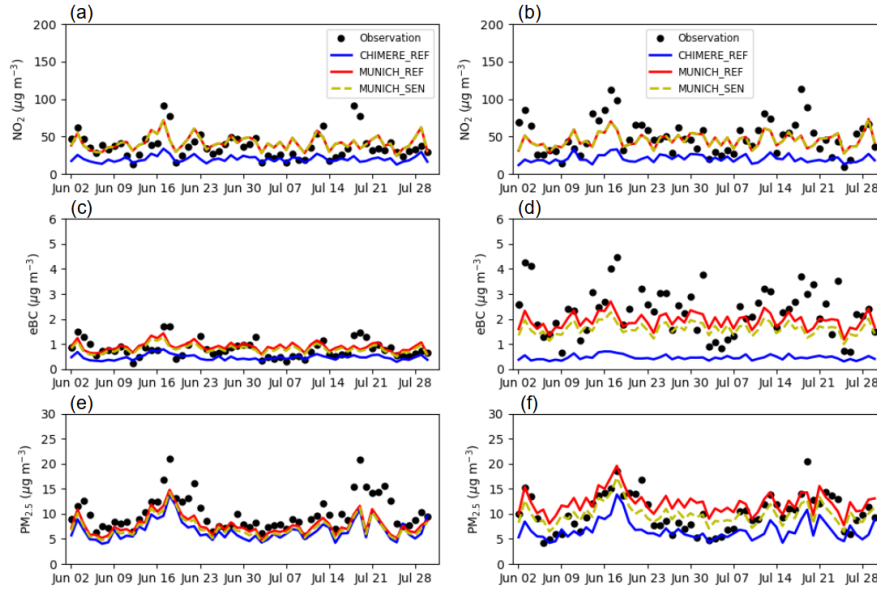 (a)
200
150
100
50
0
NO2 (μg m−3)
Observation
CHIMERE_REF
MUNICH_REF
MUNICH_SEN
Jun 02 Jun 09 Jun 16 Jun 23 Jun 30 Jul 07 Jul 14 Jul 21 Jul 28
(b)
200
150
100
50
0
NO2 (μg m−3)
Observation
CHIMERE_REF
MUNICH_REF
MUNICH_SEN
Jun 02 Jun 09 Jun 16 Jun 23 Jun 30 Jul 07 Jul 14 Jul 21 Jul 28
(c)
6
5
4
3
2
1
0
eBC (μg m−3)
Jun 02 Jun 09 Jun 16 Jun 23 Jun 30 Jul 07 Jul 14 Jul 21 Jul 28
(d)
6
5
4
3
2
1
0
eBC (μg m−3)
Jun 02 Jun 09 Jun 16 Jun 23 Jun 30 Jul 07 Jul 14 Jul 21 Jul 28
(e)
30
25
20
15
10
5
0
PM2.5 (μg m−3)
Jun 02 Jun 09 Jun 16 Jun 23 Jun 30 Jul 07 Jul 14 Jul 21 Jul 28
(f)
30
25
20
15
10
5
0
PM2.5 (μg m−3)
Jun 02 Jun 09 Jun 16 Jun 23 Jun 30 Jul 07 Jul 14 Jul 21 Jul 28